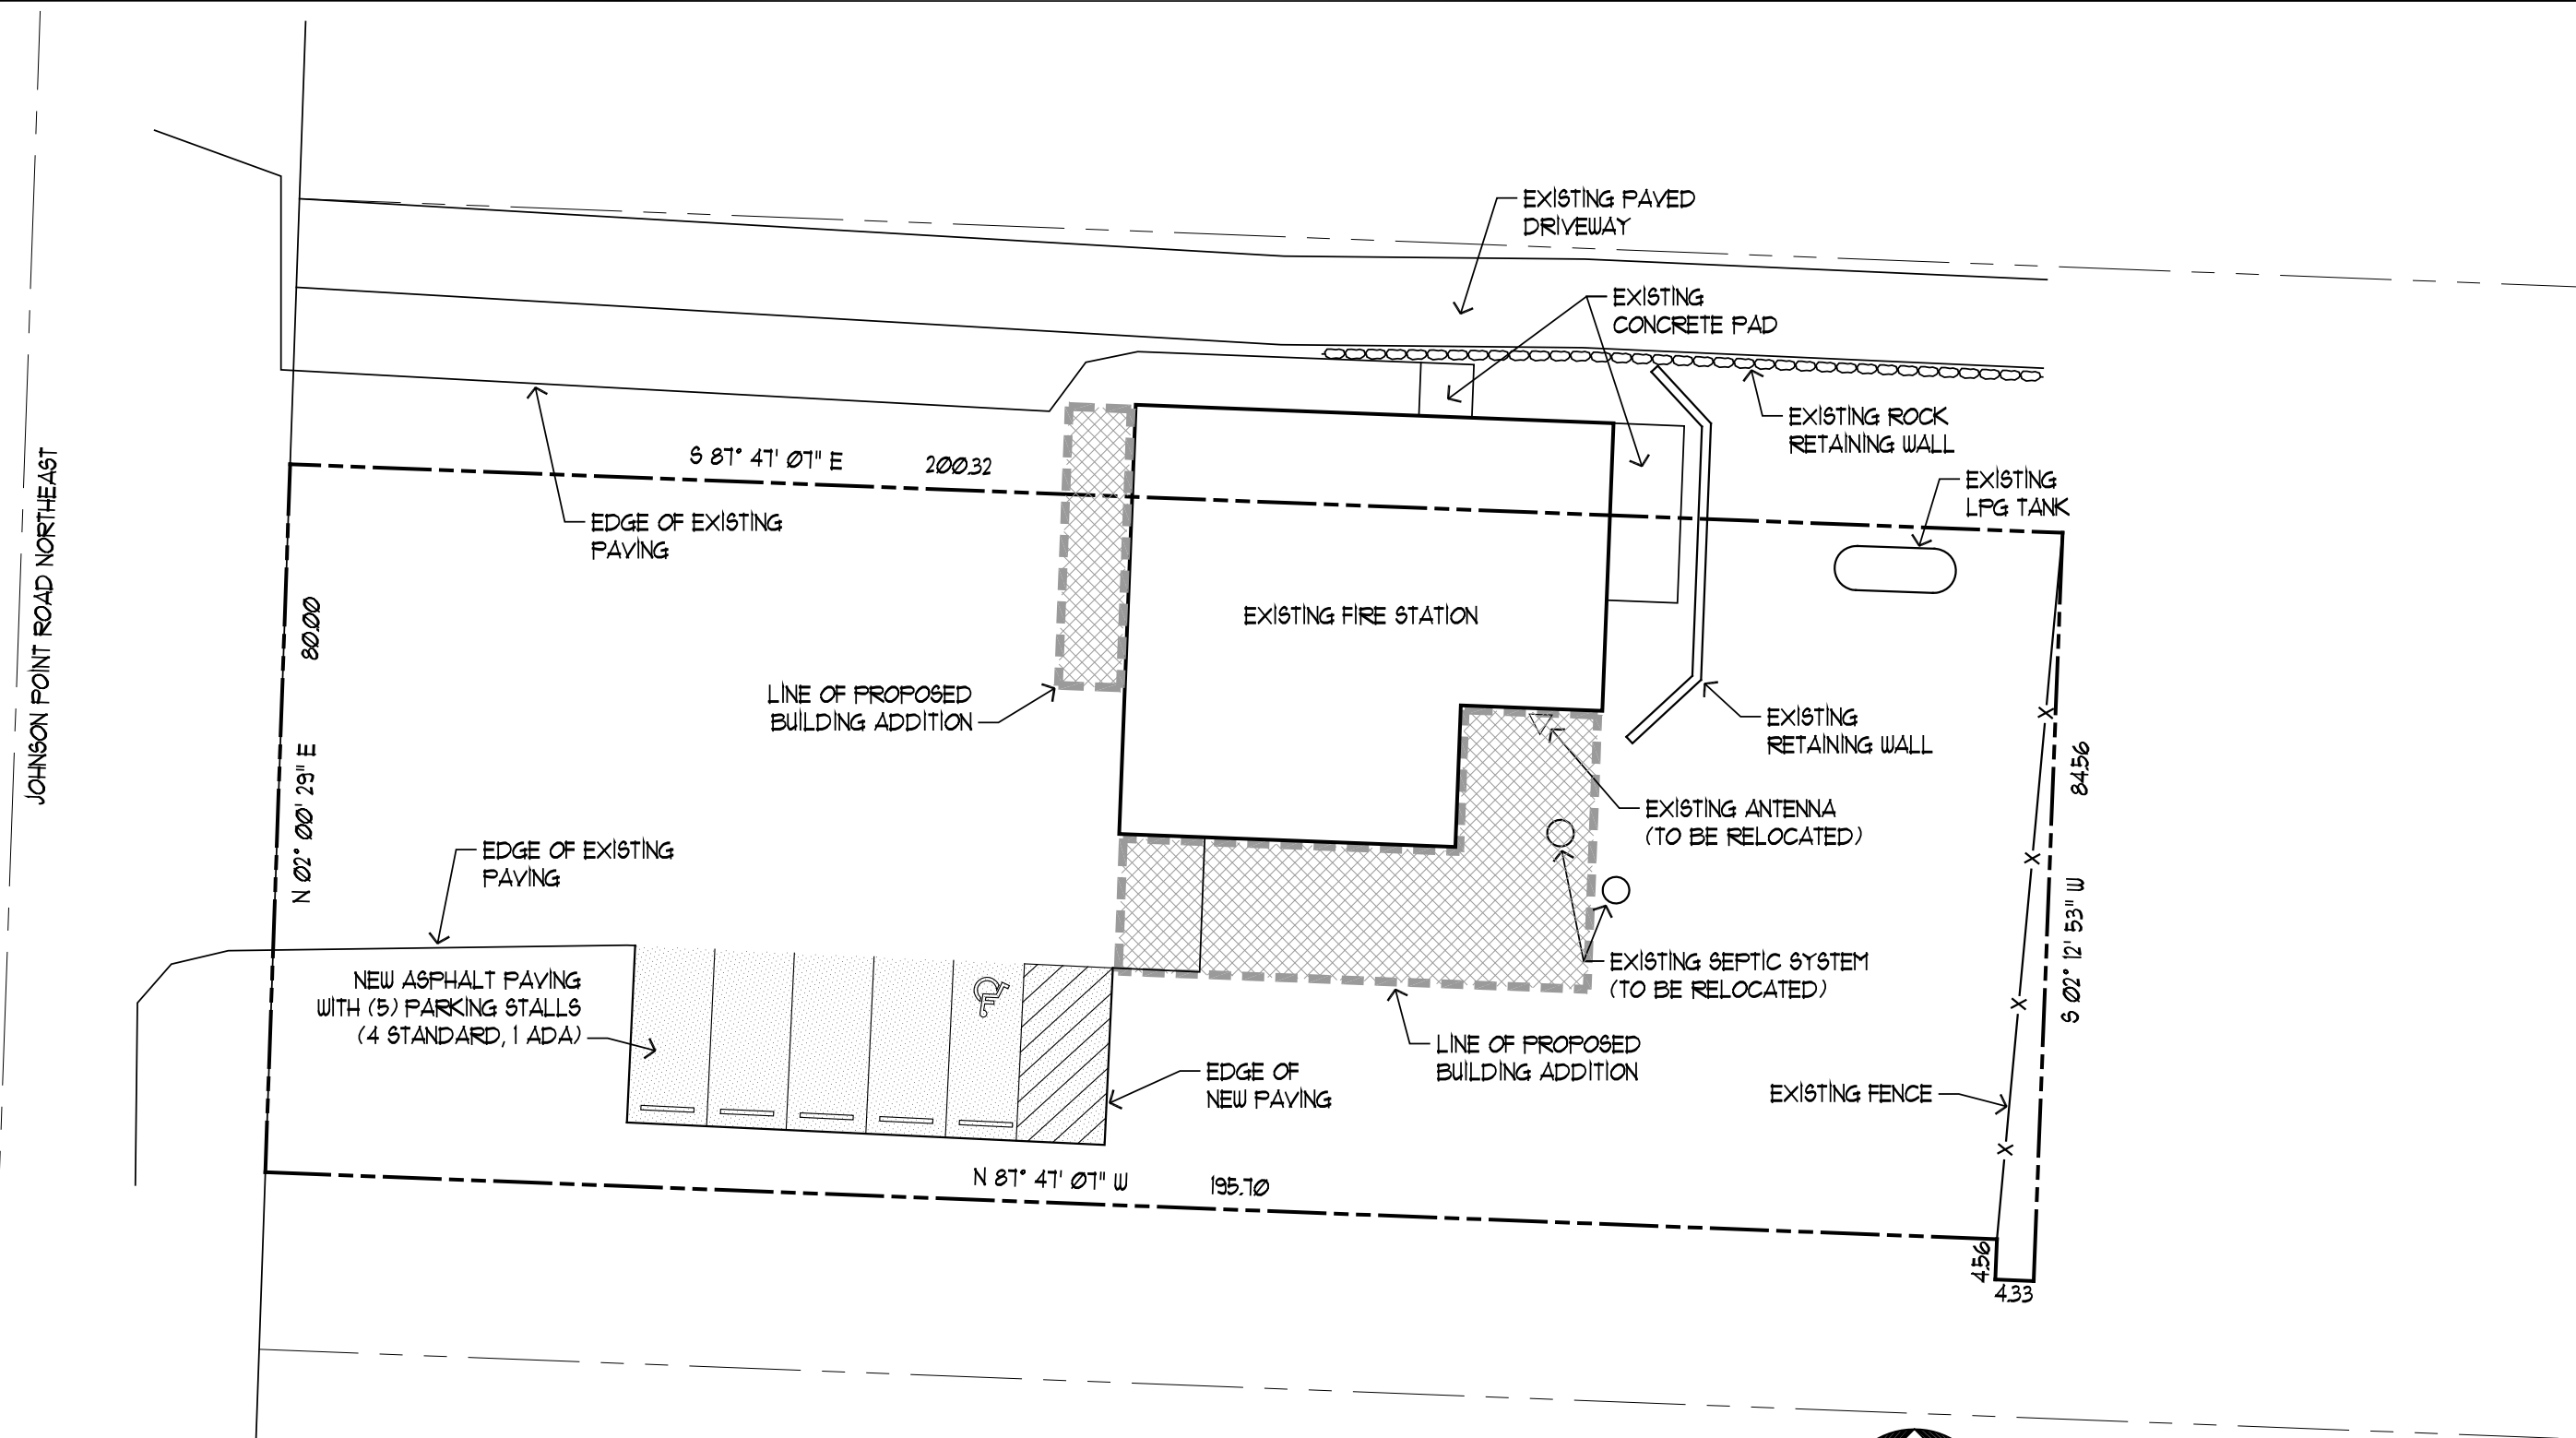 EXISTING PAVED
DRIVEWAY
EXISTING
CONCRETE PAD
EXISTING ROCK
RETAINING WALL
S 87° 47' 07" E
200.32
EXISTING
LPG TANK
EDGE OF EXISTING
PAVING
JOHNSON POINT ROAD NORTHEAST
80.00
N 02° 00' 29" E
EXISTING FIRE STATION
LINE OF PROPOSED
BUILDING ADDITION
EXISTING
RETAINING WALL
84.56
S 02° 12' 53" W
EXISTING ANTENNA
(TO BE RELOCATED)
EDGE OF EXISTING
PAVING
NEW ASPHALT PAVING
WITH (5) PARKING STALLS
(4 STANDARD, 1 ADA)
EXISTING SEPTIC SYSTEM
(TO BE RELOCATED)
LINE OF PROPOSED
BUILDING ADDITION
EDGE OF
NEW PAVING
EXISTING FENCE
X
X
X
X
N 87° 47' 07" W
195.70
4.56
4.33